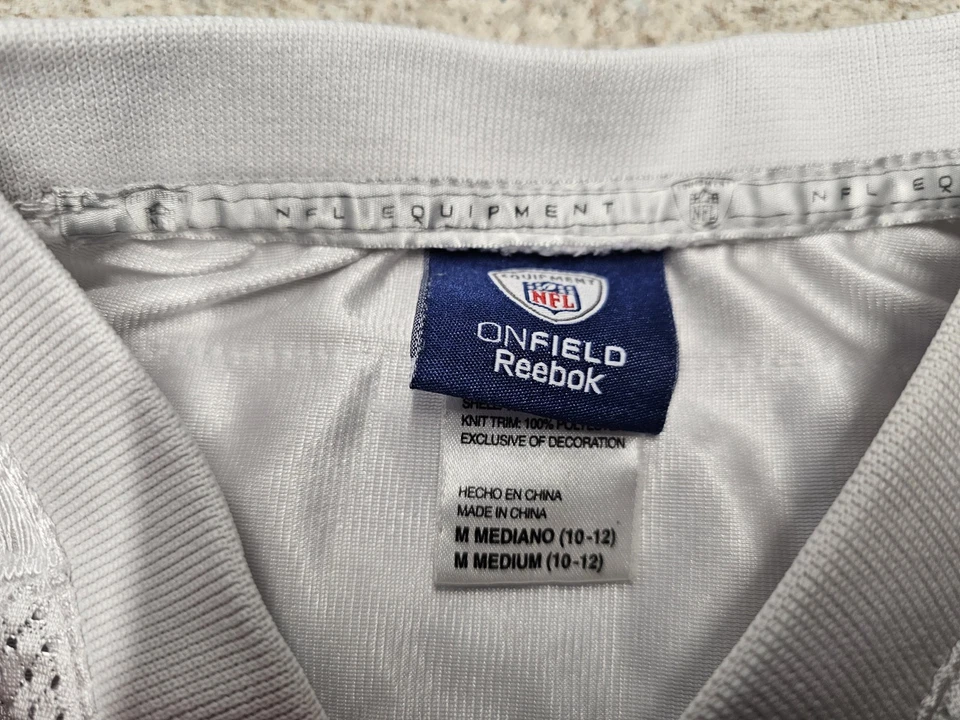 NFL EQUIPMENT NFL NFL EQ
EQUIPMENT
NFL
ONFIELD
Reebok
KNIT TRIM: 100%
EXCLUSIVE OF DECORATION
HECHO EN CHINA
MADE IN CHINA
M MEDIANO (10-12)
M MEDIUM (10-12)